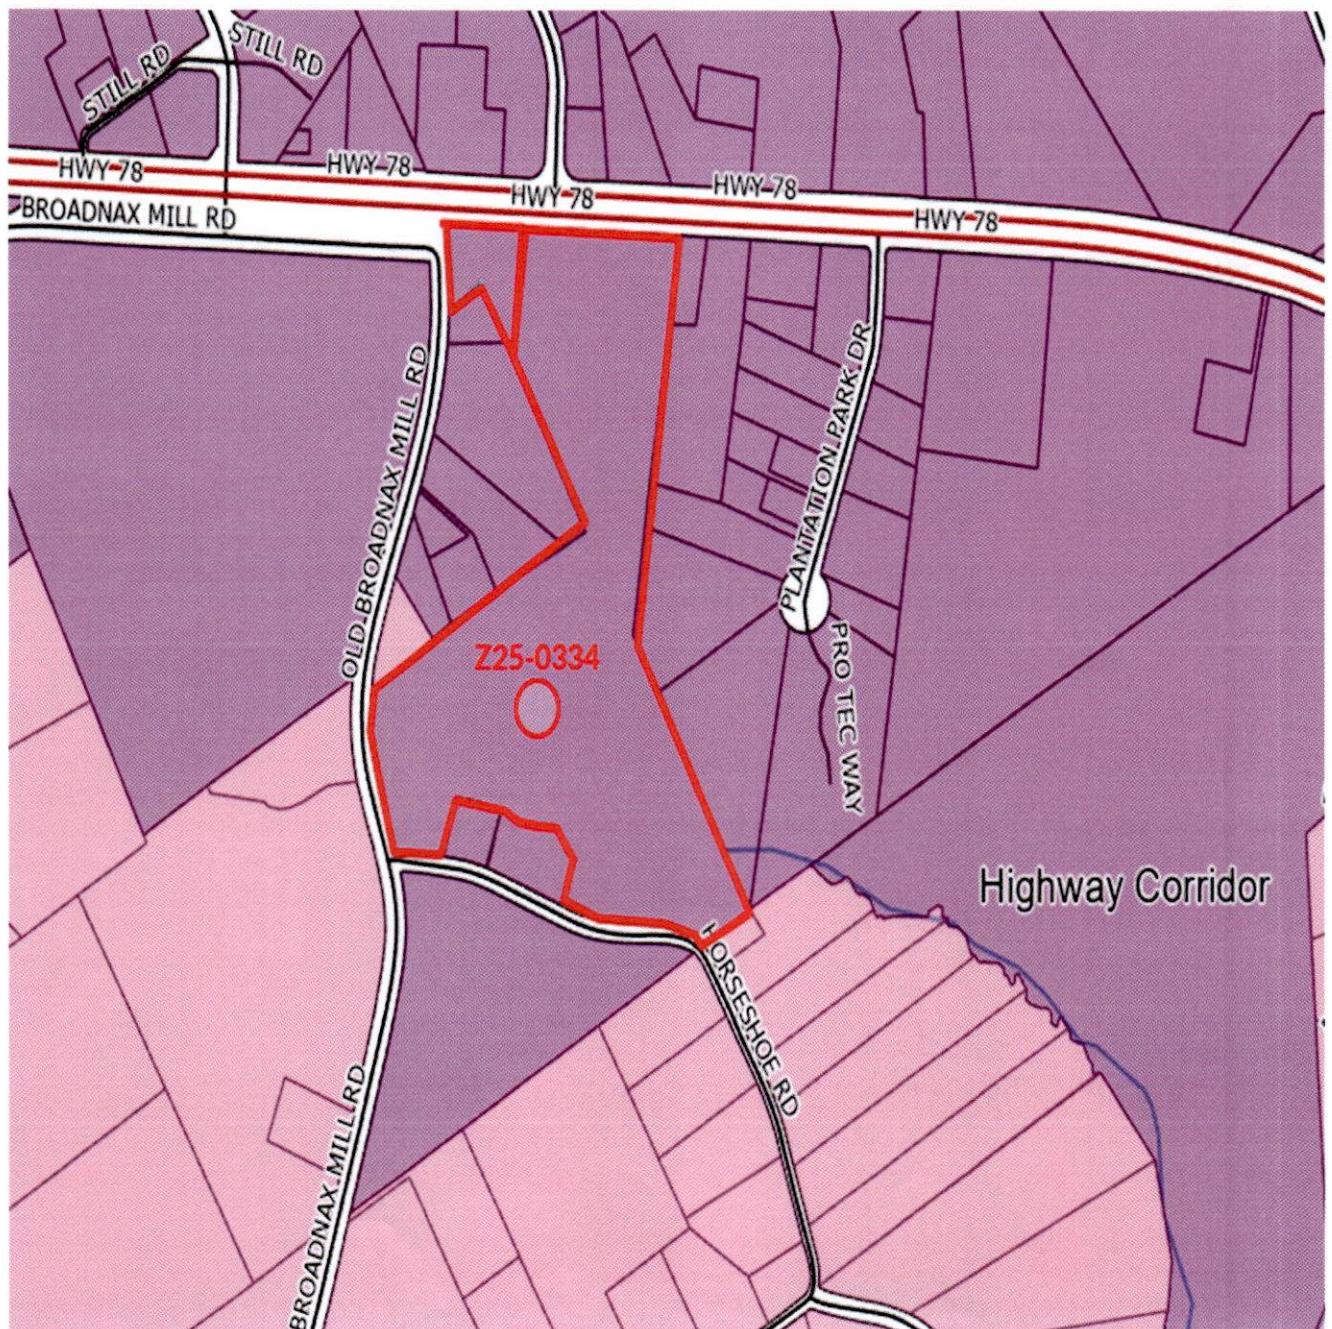 STILL RD
STILL RD
HWY 78
HWY 78
HWY 78
HWY 78
HWY 78
BROADNAX MILL RD
OLD BROADNAX MILL RD
PLANTATION PARK DR
Z25-0334
PRO TEC WAY
Highway Corridor
HORSESHOE RD
BROADNAX MILL RD